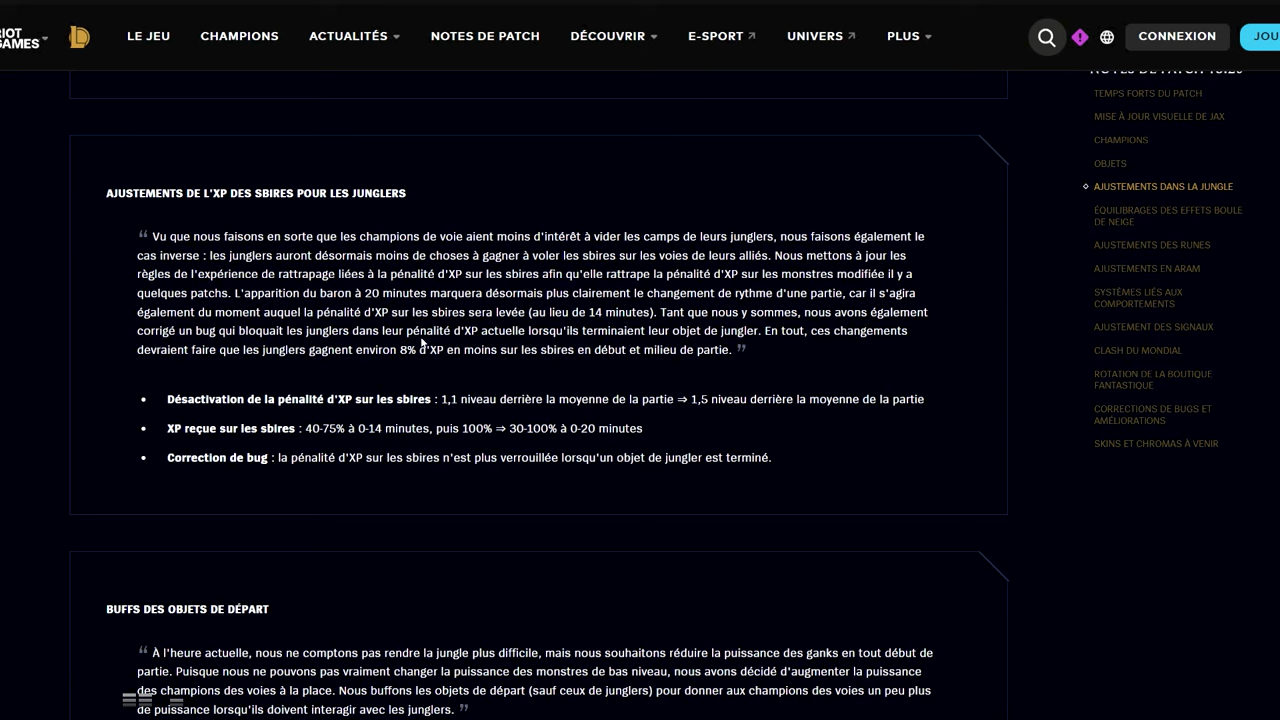 RIOT
GAMES
LE JEU
CHAMPIONS
ACTUALITÉS
NOTES DE PATCH
DÉCOUVRIR
E-SPORT
UNIVERS
PLUS
CONNEXION
JOU
NOTES DE PATCH 13.20
TEMPS FORTS DU PATCH
MISE À JOUR VISUELLE DE JAX
CHAMPIONS
OBJETS
AJUSTEMENTS DANS LA JUNGLE
ÉQUILIBRAGES DES EFFETS BOULE
DE NEIGE
AJUSTEMENTS DES RUNES
AJUSTEMENTS EN ARAM
SYSTÈMES LIÉS AUX
COMPORTEMENTS
AJUSTEMENT DES SIGNAUX
CLASH DU MONDIAL
ROTATION DE LA BOUTIQUE
FANTASTIQUE
CORRECTIONS DE BUGS ET
AMÉLIORATIONS
SKINS ET CHROMAS À VENIR
AJUSTEMENTS DE L'XP DES SBIRES POUR LES JUNGLERS
“ Vu que nous faisons en sorte que les champions de voie aient moins d'intérêt à vider les camps de leurs junglers, nous faisons également le
cas inverse : les junglers auront désormais moins de choses à gagner à voler les sbires sur les voies de leurs alliés. Nous mettons à jour les
règles de l'expérience de rattrapage liées à la pénalité d'XP sur les sbires afin qu'elle rattrape la pénalité d'XP sur les monstres modifiée il y a
quelques patchs. L'apparition du baron à 20 minutes marquera désormais plus clairement le changement de rythme d'une partie, car il s'agira
également du moment auquel la pénalité d'XP sur les sbires sera levée (au lieu de 14 minutes). Tant que nous y sommes, nous avons également
corrigé un bug qui bloquait les junglers dans leur pénalité d'XP actuelle lorsqu'ils terminaient leur objet de jungler. En tout, ces changements
devraient faire que les junglers gagnent environ 8% d'XP en moins sur les sbires en début et milieu de partie. ”
• Désactivation de la pénalité d'XP sur les sbires : 1,1 niveau derrière la moyenne de la partie ⇒ 1,5 niveau derrière la moyenne de la partie
• XP reçue sur les sbires : 40-75% à 0-14 minutes, puis 100% ⇒ 30-100% à 0-20 minutes
• Correction de bug : la pénalité d'XP sur les sbires n'est plus verrouillée lorsqu'un objet de jungler est terminé.
BUFFS DES OBJETS DE DÉPART
“ À l'heure actuelle, nous ne comptons pas rendre la jungle plus difficile, mais nous souhaitons réduire la puissance des ganks en tout début de
partie. Puisque nous ne pouvons pas vraiment changer la puissance des monstres de bas niveau, nous avons décidé d'augmenter la puissance
des champions des voies à la place. Nous buffons les objets de départ (sauf ceux de junglers) pour donner aux champions des voies un peu plus
de puissance lorsqu'ils doivent interagir avec les junglers. ”